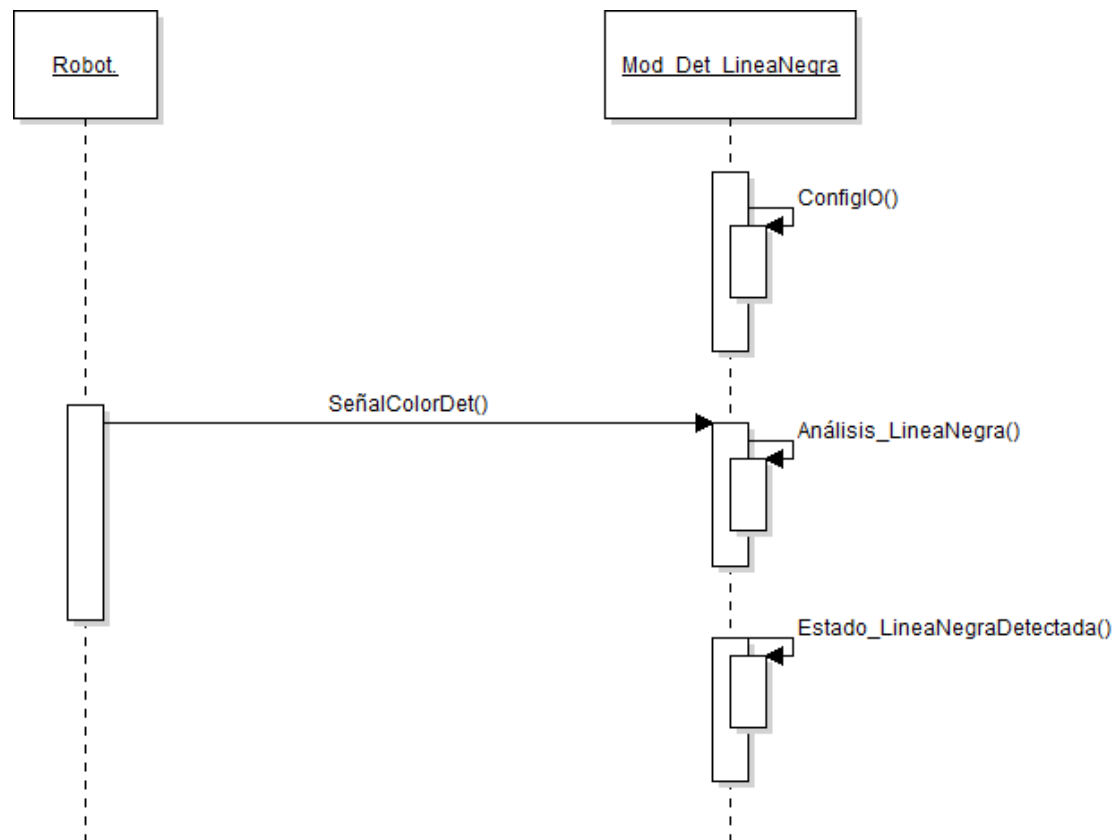 Robot.
Mod_Det_LineaNegra
ConfigIO()
SeñalColorDet()
Análisis_LineaNegra()
Estado_LineaNegraDetectada()